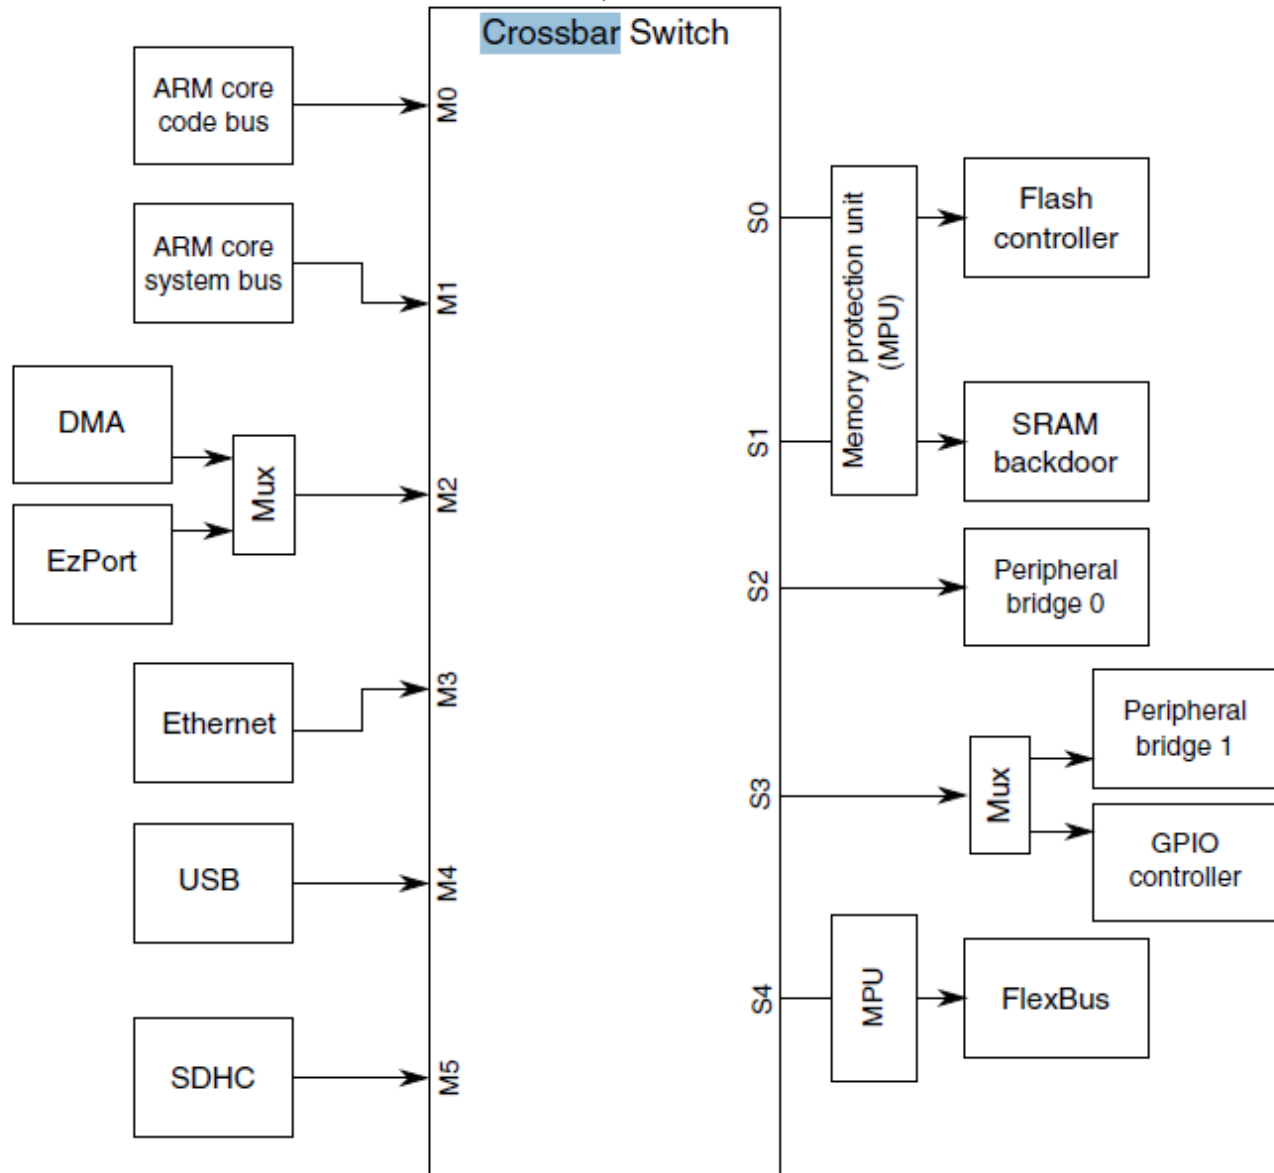 Crossbar Switch
ARM core
code bus
M0
ARM core
system bus
M1
DMA
EzPort
Mux
M2
Ethernet
M3
USB
M4
SDHC
M5
S0
Memory protection unit
(MPU)
Flash
controller
S1
SRAM
backdoor
S2
Peripheral
bridge 0
S3
Mux
Peripheral
bridge 1
GPIO
controller
S4
MPU
FlexBus